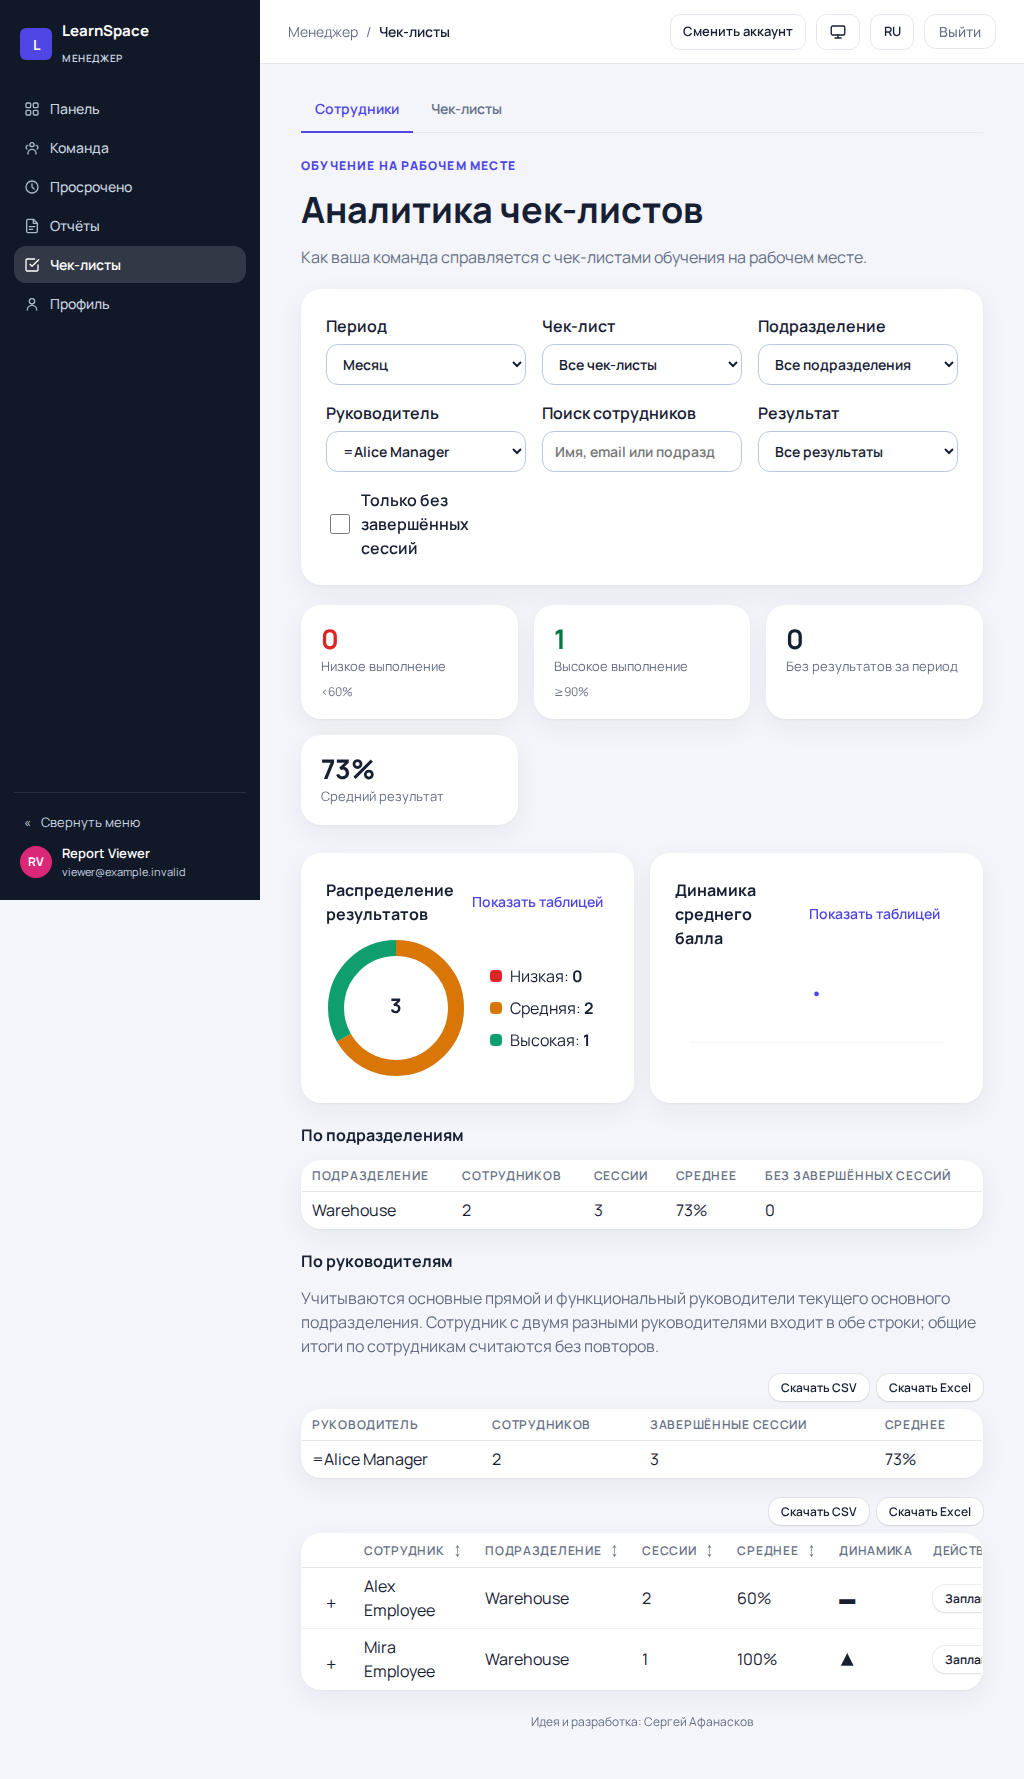 L
LearnSpace
МЕНЕДЖЕР
Панель
Команда
Просрочено
Отчёты
Чек-листы
Профиль
« Свернуть меню
RV
Report Viewer
viewer@example.invalid
Менеджер / Чек-листы
Сменить аккаунт
RU
Выйти
Сотрудники Чек-листы
ОБУЧЕНИЕ НА РАБОЧЕМ МЕСТЕ
Аналитика чек-листов
Как ваша команда справляется с чек-листами обучения на рабочем месте.
Период Чек-лист Подразделение
Месяц Все чек-листы Все подразделения
Руководитель Поиск сотрудников Результат
=Alice Manager Имя, email или подразд Все результаты
Только без
завершённых
сессий
0
Низкое выполнение
<60%
1
Высокое выполнение
≥90%
0
Без результатов за период
73%
Средний результат
Распределение
результатов
Показать таблицей
3
Низкая: 0
Средняя: 2
Высокая: 1
Динамика
среднего
балла
Показать таблицей
По подразделениям
ПОДРАЗДЕЛЕНИЕ СОТРУДНИКОВ СЕССИИ СРЕДНЕЕ БЕЗ ЗАВЕРШЁННЫХ СЕССИЙ
Warehouse 2 3 73% 0
По руководителям
Учитываются основные прямой и функциональный руководители текущего основного
подразделения. Сотрудник с двумя разными руководителями входит в обе строки; общие
итоги по сотрудникам считаются без повторов.
Скачать CSV Скачать Excel
РУКОВОДИТЕЛЬ СОТРУДНИКОВ ЗАВЕРШЁННЫЕ СЕССИИ СРЕДНЕЕ
=Alice Manager 2 3 73%
Скачать CSV Скачать Excel
СОТРУДНИК ↕ ПОДРАЗДЕЛЕНИЕ ↕ СЕССИИ ↕ СРЕДНЕЕ ↕ ДИНАМИКА ДЕЙСТВ
+ Alex
Employee Warehouse 2 60% ▬ Запла
+ Mira
Employee Warehouse 1 100% ▲ Запла
Идея и разработка: Сергей Афанасков